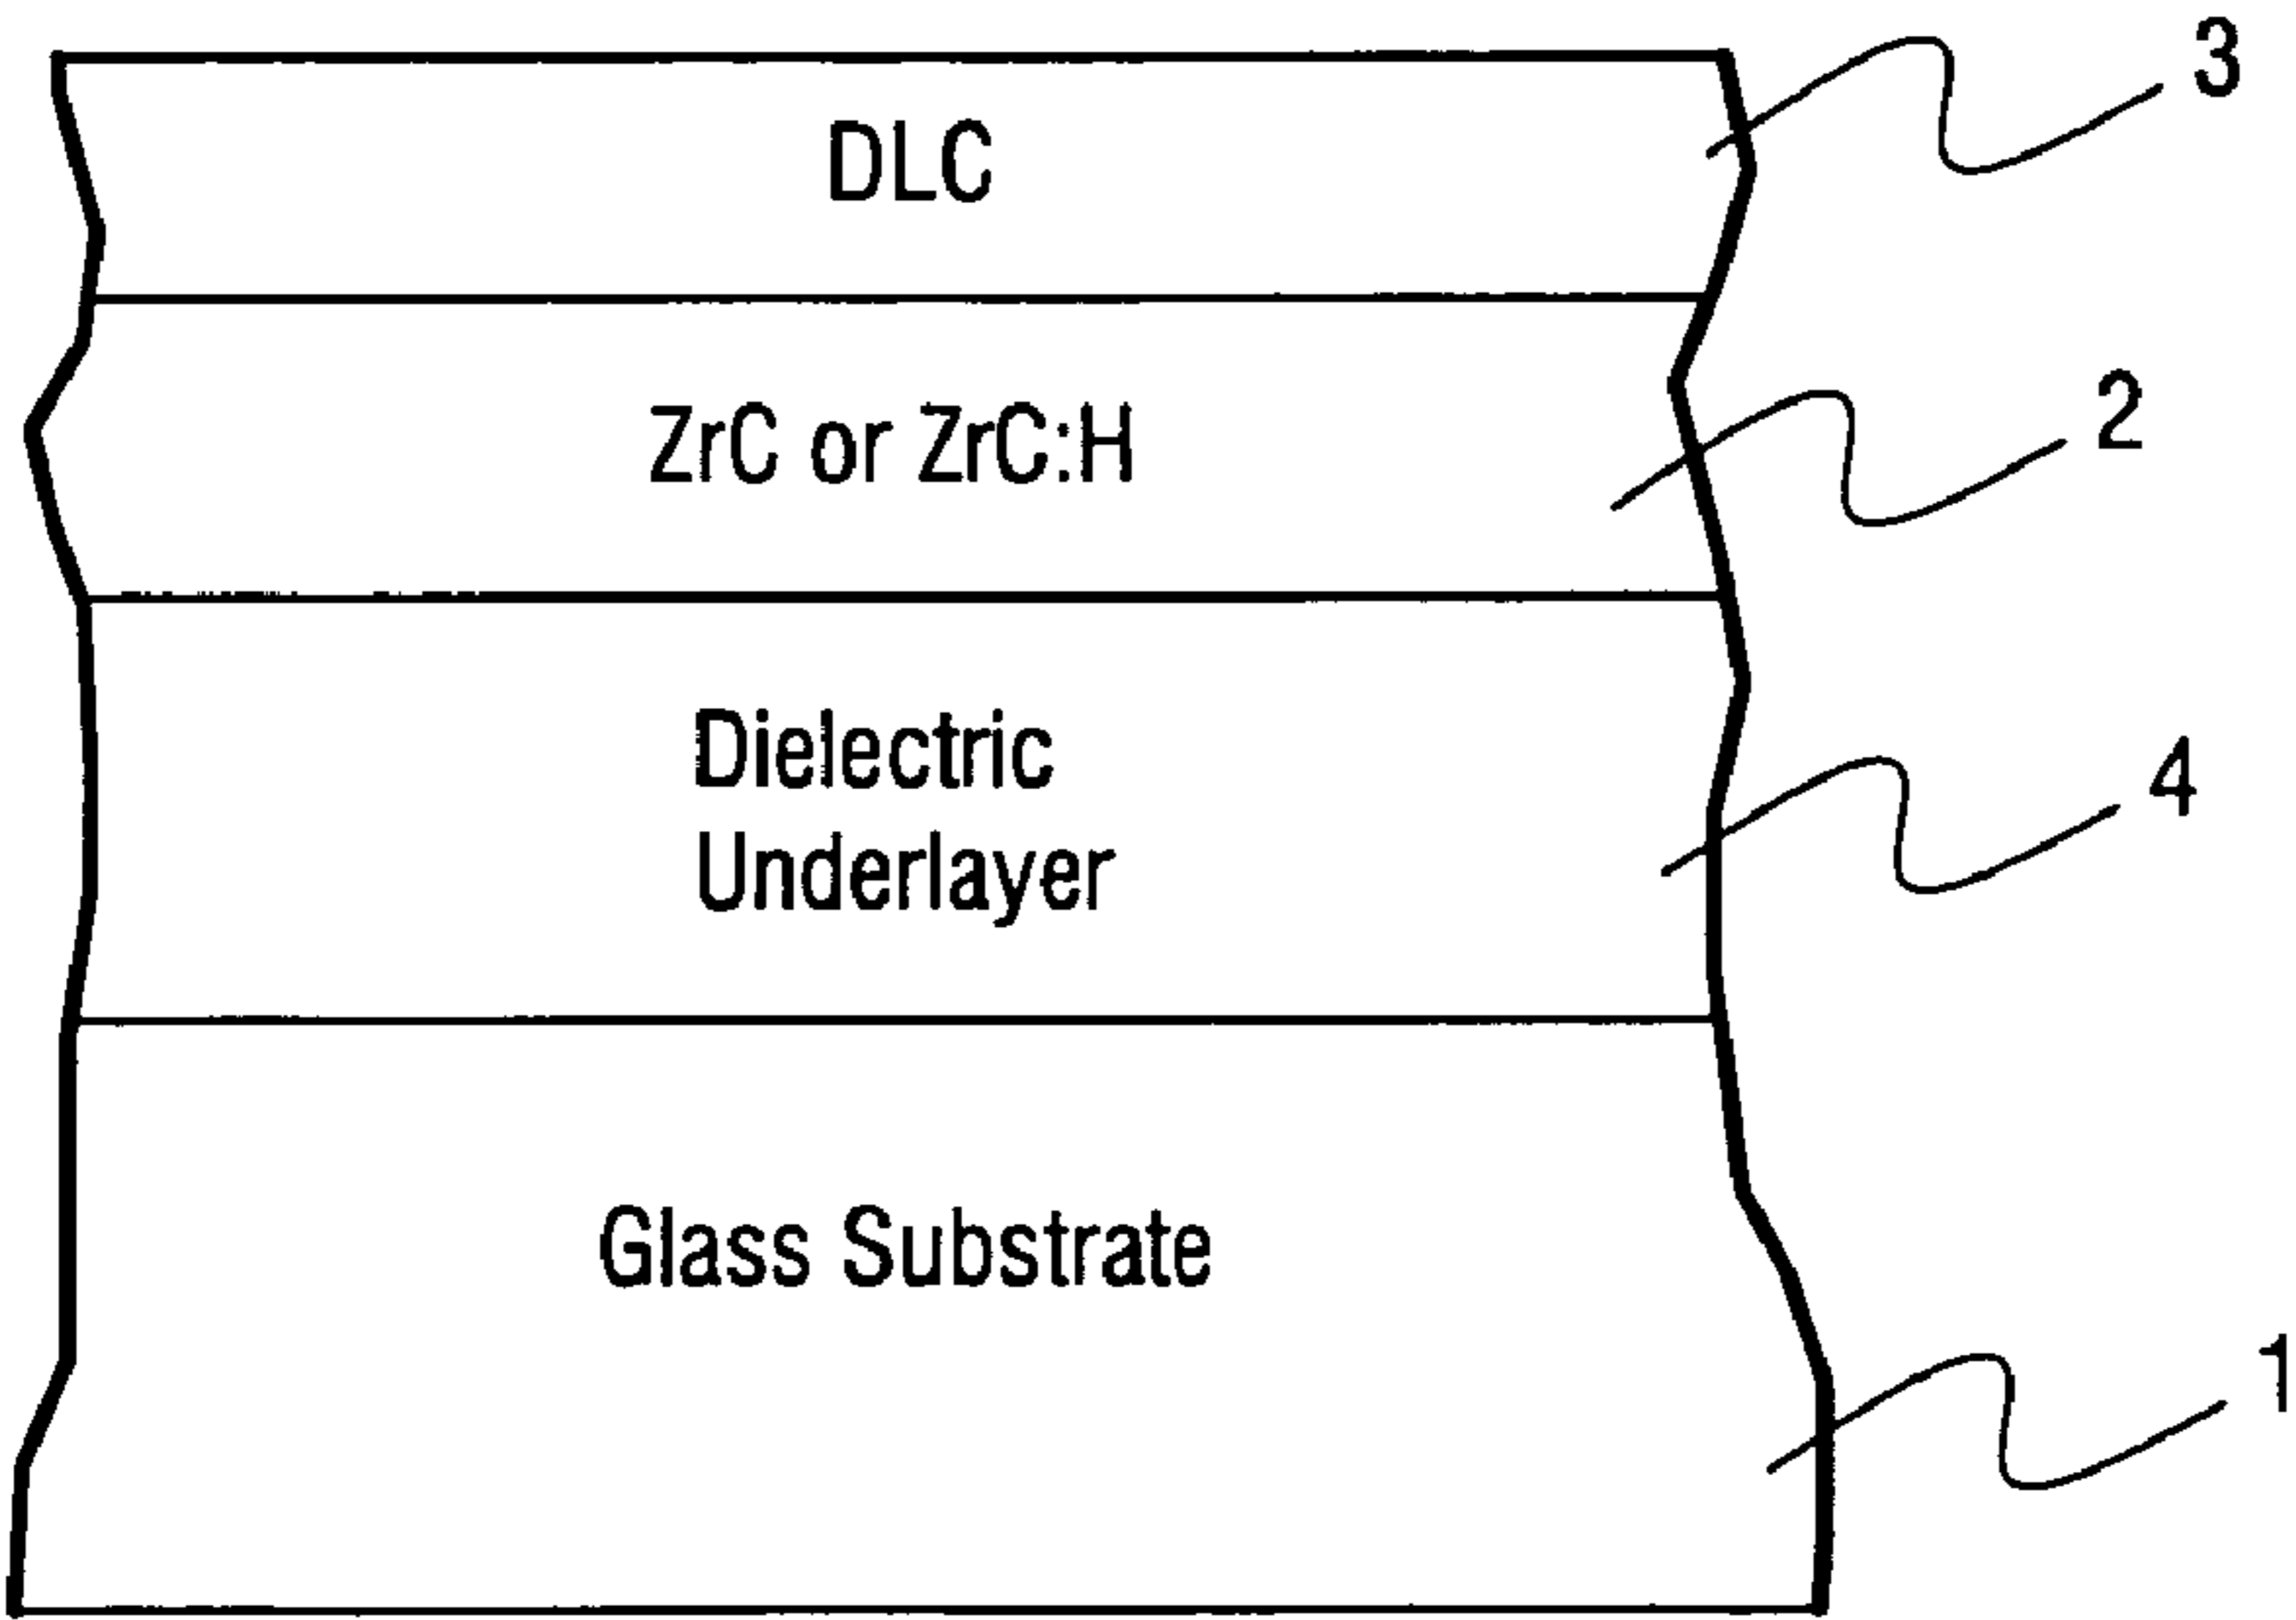 DLC
3
ZrC or ZrC:H
2
Dielectric
Underlayer
4
Glass Substrate
1